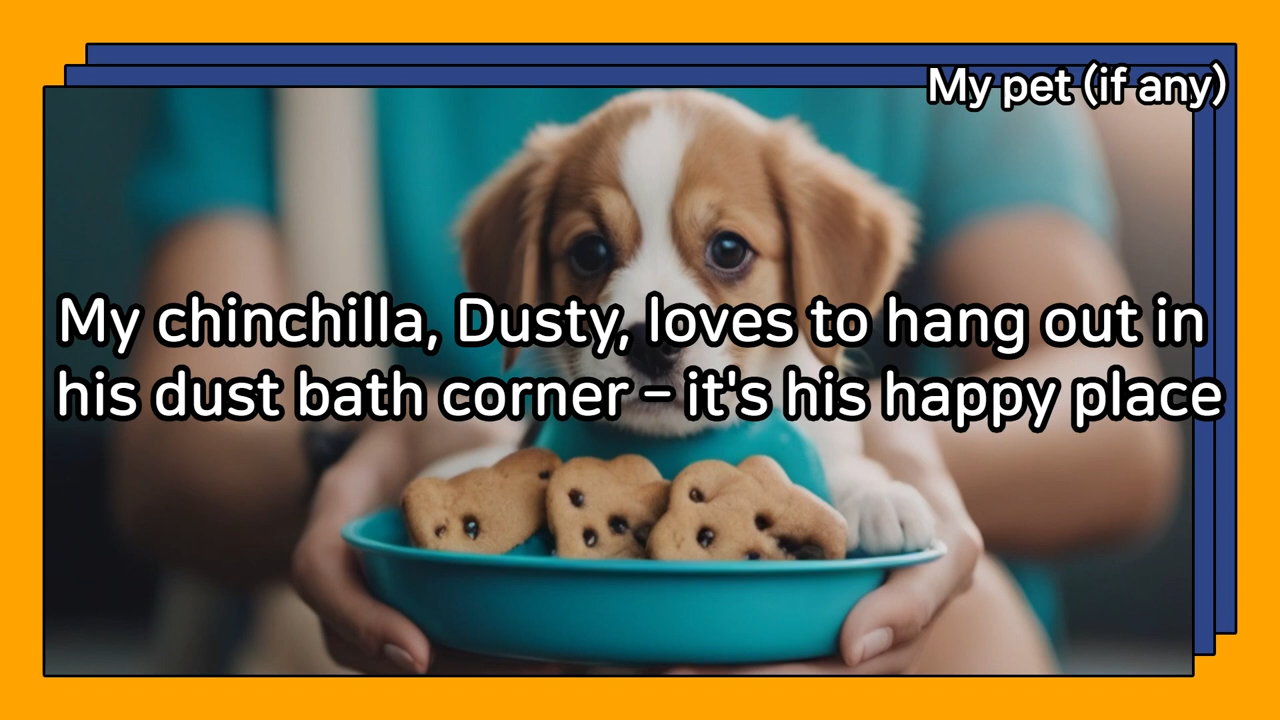 My pet (if any)
My chinchilla, Dusty, loves to hang out in
his dust bath corner – it's his happy place